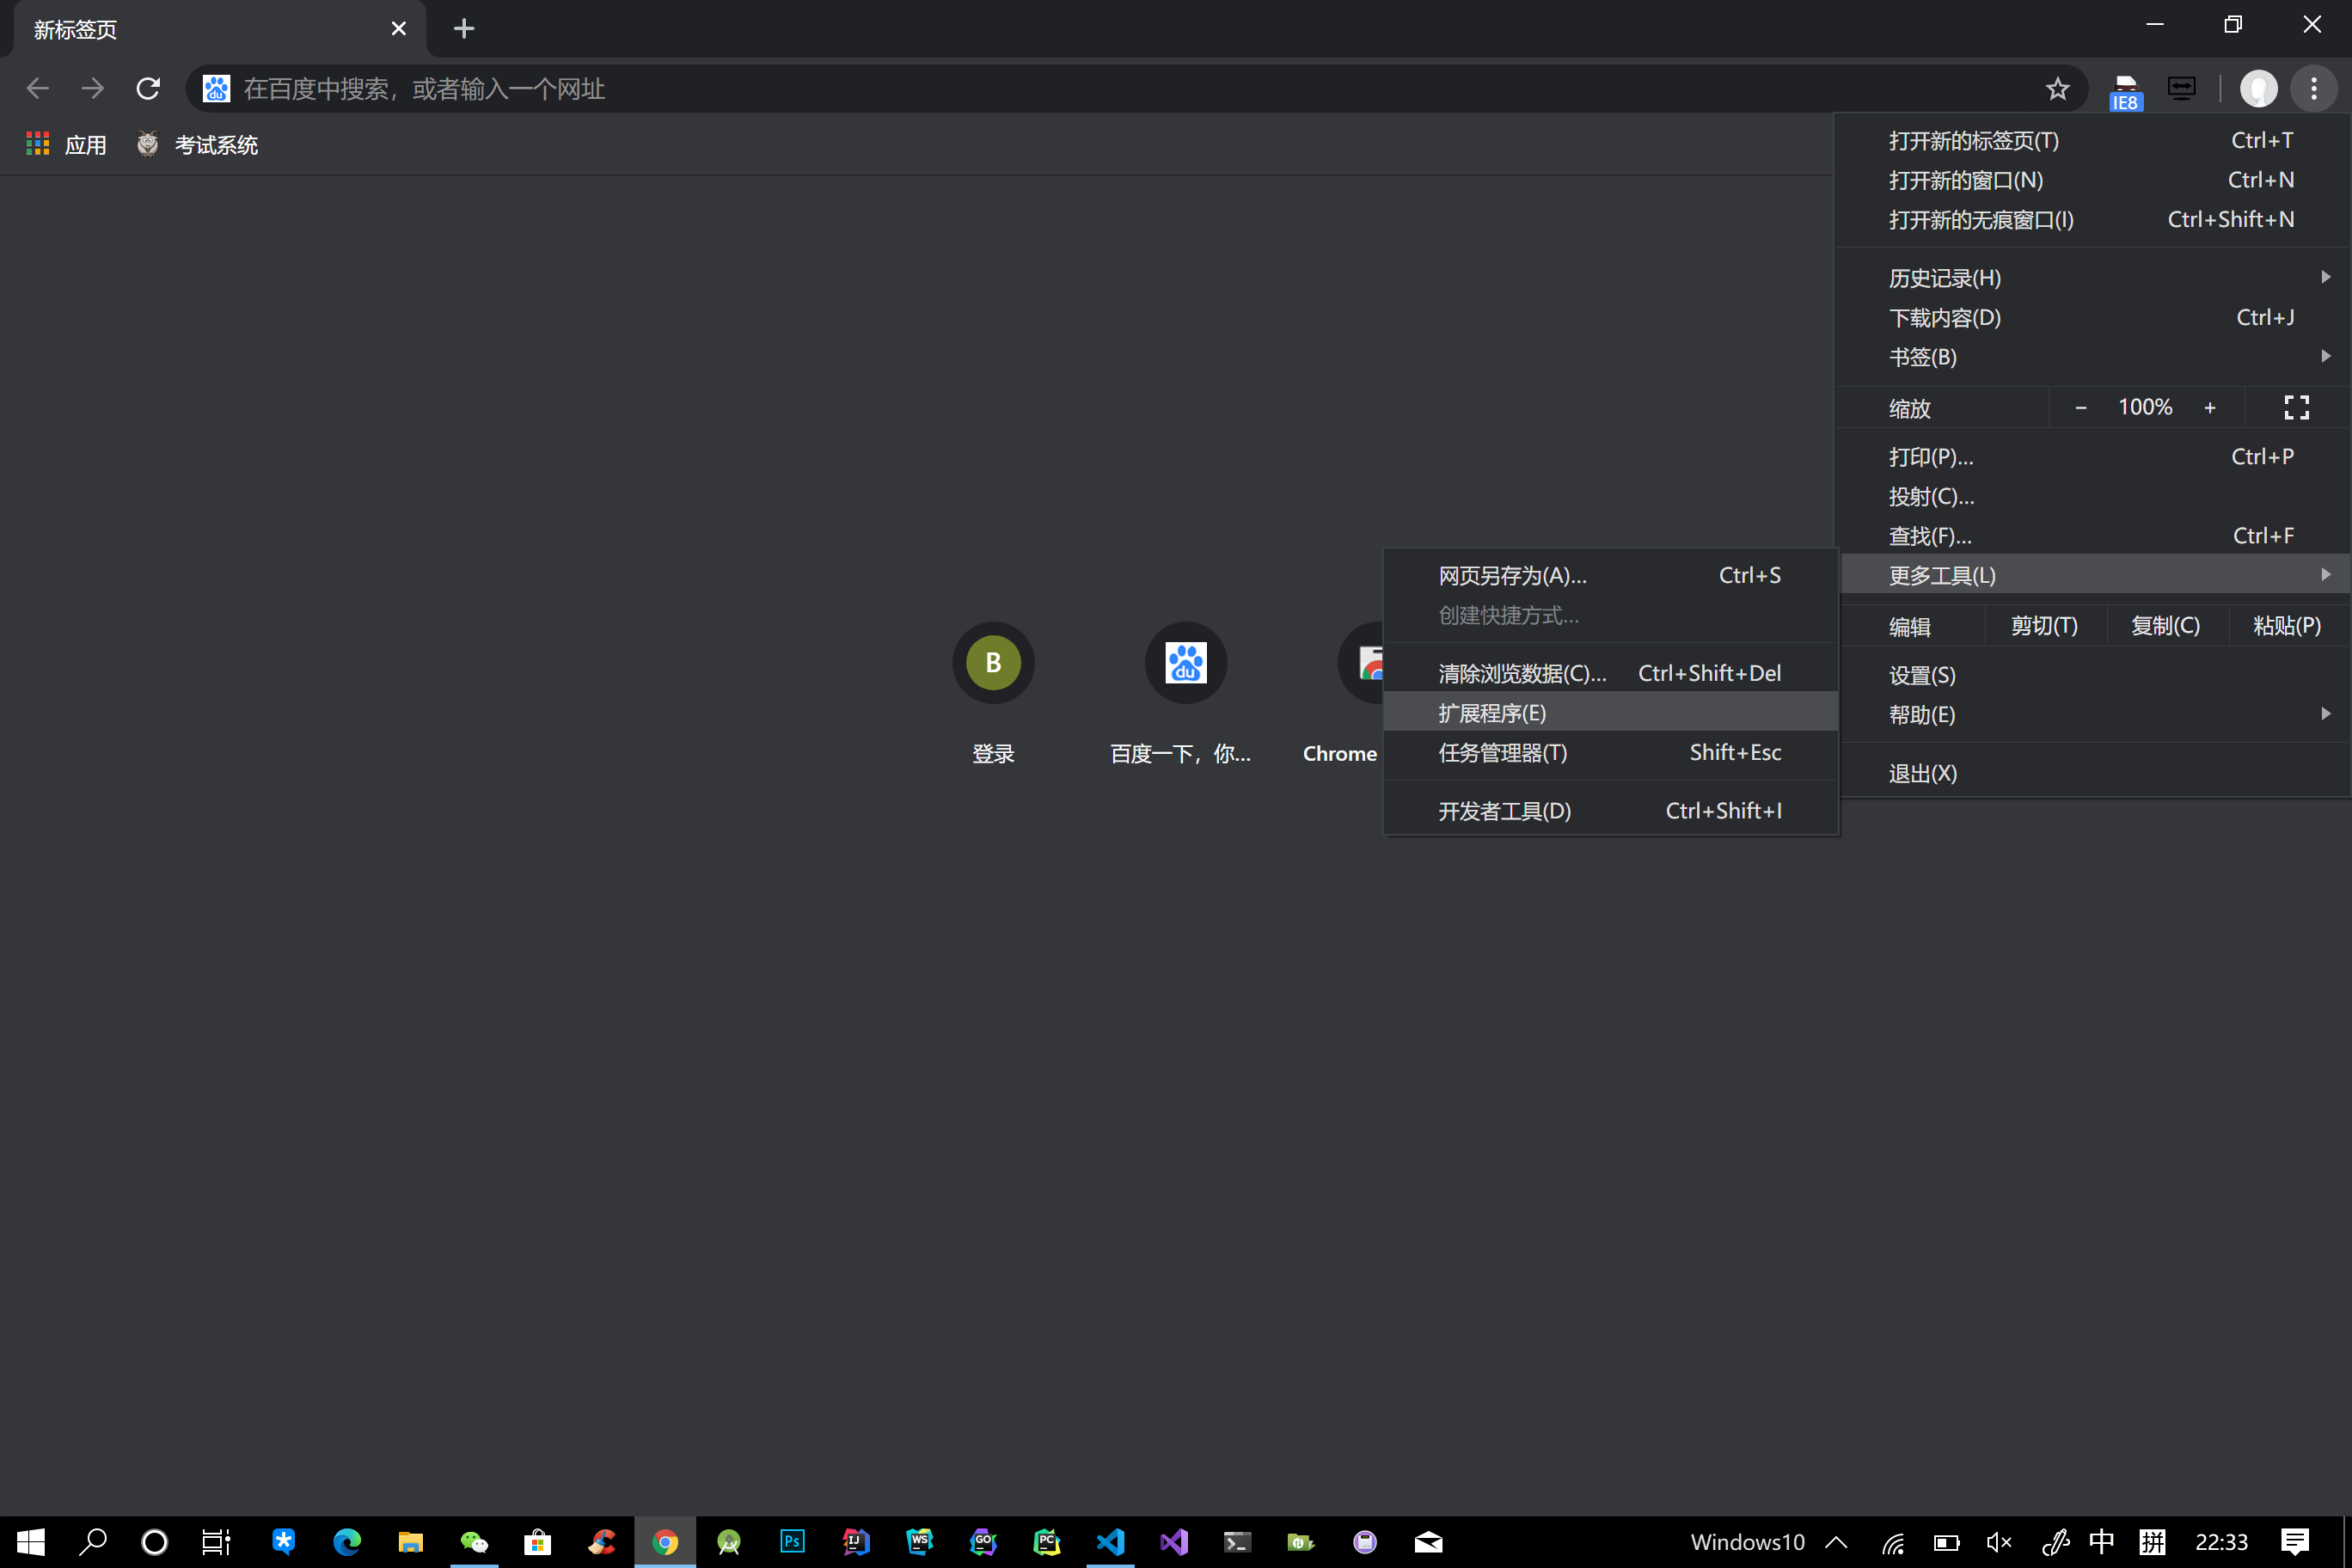 新标签页
在百度中搜索，或者输入一个网址
IE8
应用 考试系统
打开新的标签页(T) Ctrl+T
打开新的窗口(N) Ctrl+N
打开新的无痕窗口(I) Ctrl+Shift+N
历史记录(H)
下载内容(D) Ctrl+J
书签(B)
缩放 − 100% +
打印(P)... Ctrl+P
投射(C)...
查找(F)... Ctrl+F
更多工具(L)
编辑 剪切(T) 复制(C) 粘贴(P)
设置(S)
帮助(E)
退出(X)
网页另存为(A)... Ctrl+S
创建快捷方式...
清除浏览数据(C)... Ctrl+Shift+Del
扩展程序(E)
任务管理器(T) Shift+Esc
开发者工具(D) Ctrl+Shift+I
B
du
登录 百度一下，你... Chrome
Ps IJ WS GO PC
Windows10 中 拼 22:33